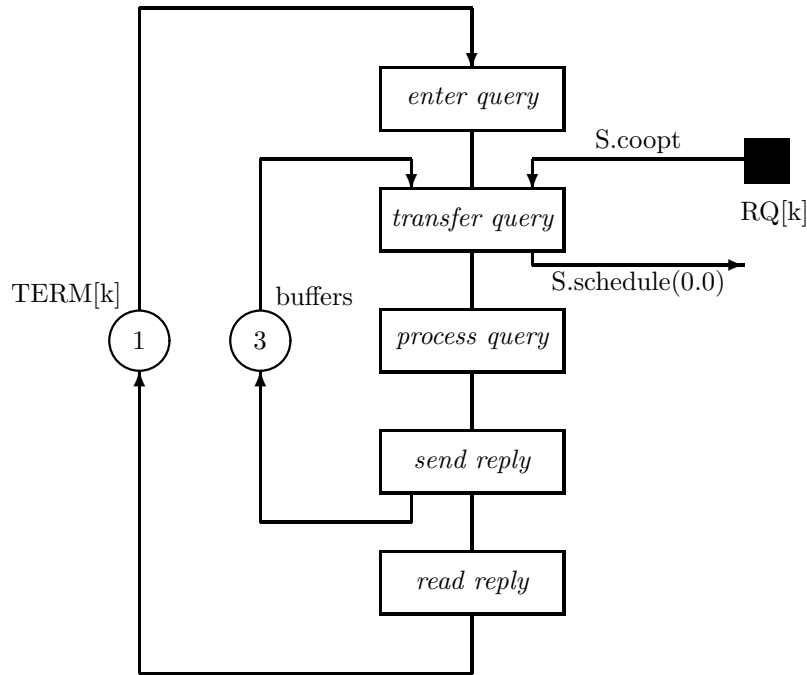 enter query
S.coopt
transfer query
RQ[k]
S.schedule(0.0)
TERM[k]
buffers
1
3
process query
send reply
read reply